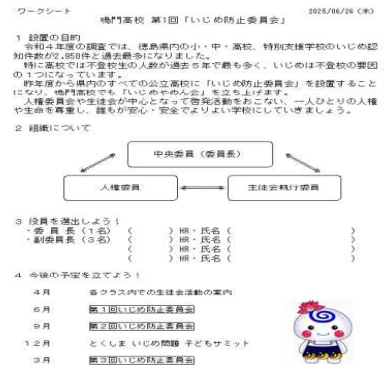 ワークシート 2025/06/26（木）
鳴門高校 第1回「いじめ防止委員会」
1 設置の目的
令和４年度の調査では、徳島県内の小・中・高校、特別支援学校のいじめ認
知件数が2,858件と過去最多になりました。
特に高校では不登校生の人数が過去５年で最も多く、いじめは不登校の要因
の１つになっています。
昨年度から県内のすべての公立高校に「いじめ防止委員会」を設置すること
になり、鳴門高校でも「いじめやめん会」を立ち上げます。
人権委員会や生徒会が中心となって啓発活動をおこない、一人ひとりの人権
や生命を尊重し、誰もが安心・安全でよりよい学校にしていきましょう。
2 組織について
中央委員（委員長）
人権委員 生徒会執行委員
3 役員を選出しよう！
・委 員 長（１名） （ ）HR・氏名（ ）
・副委員長（３名） （ ）HR・氏名（ ）
（ ）HR・氏名（ ）
（ ）HR・氏名（ ）
4 今後の予定を立てよう！
４月 各クラス内での生徒会活動の案内
６月 第１回いじめ防止委員会
９月 第２回いじめ防止委員会
１２月 とくしま いじめ問題 子どもサミット
３月 第３回いじめ防止委員会